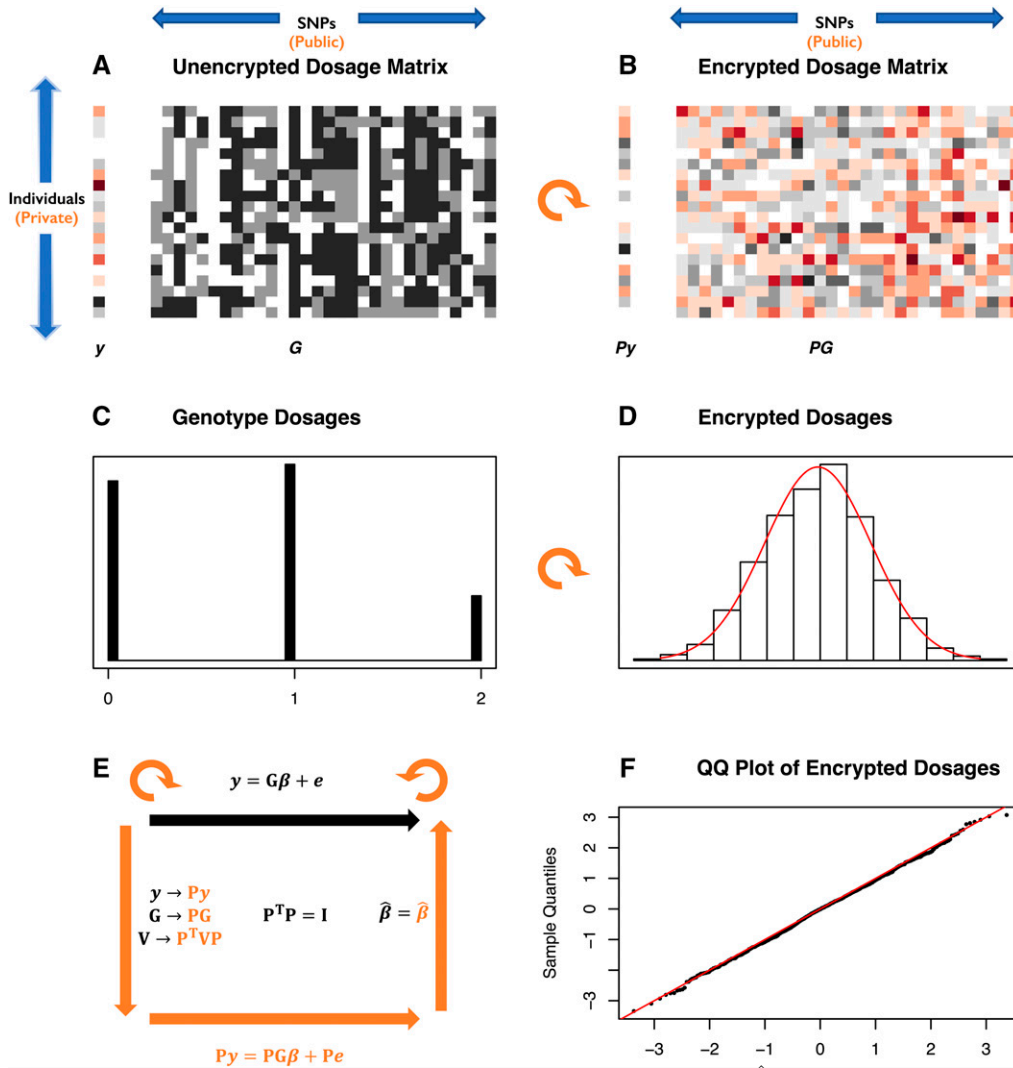 SNPs
(Public)
SNPs
(Public)
A Unencrypted Dosage Matrix
B Encrypted Dosage Matrix
Individuals
(Private)
y G
Py PG
C Genotype Dosages
D Encrypted Dosages
0 1 2
E
y = Gβ + e
y → Py
G → PG
V → PᵀVP
PᵀP = I
β̂ = β̂
Py = PGβ + Pe
F QQ Plot of Encrypted Dosages
Sample Quantiles
3
2
1
0
-1
-3
−3 −2 −1 0 1 2 3